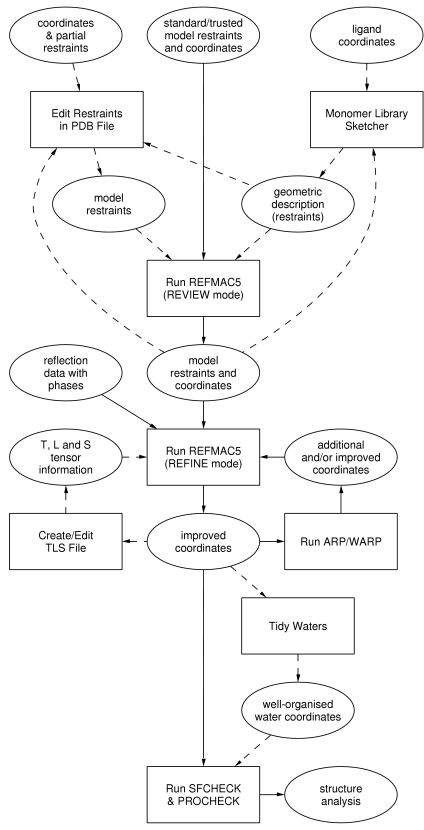 coordinates
& partial
restraints
standard/trusted
model restraints
and coordinates
ligand
coordinates
Edit Restraints
in PDB File
Monomer Library
Sketcher
model
restraints
geometric
description
(restraints)
Run REFMAC5
(REVIEW mode)
reflection
data with
phases
model
restraints and
coordinates
T, L and S
tensor
information
Run REFMAC5
(REFINE mode)
additional
and/or improved
coordinates
Create/Edit
TLS File
improved
coordinates
Run ARP/WARP
Tidy Waters
well-organised
water coordinates
Run SFCHECK
& PROCHECK
structure
analysis